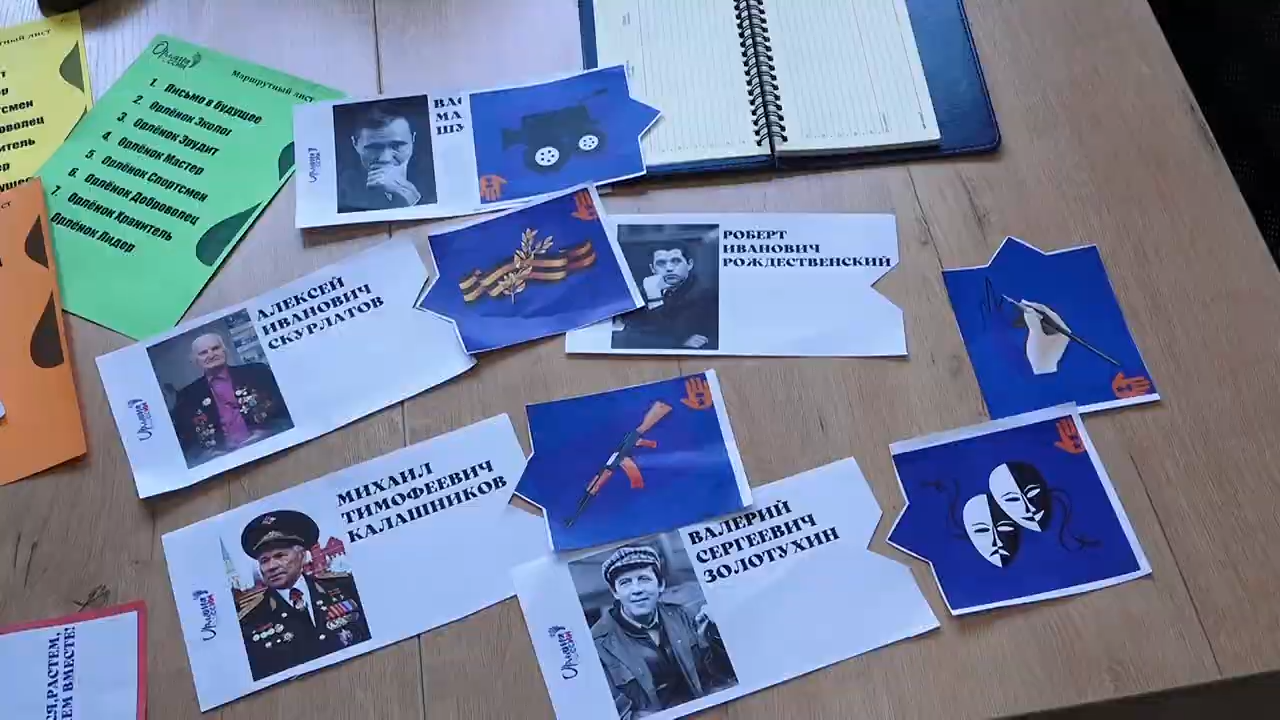 Маршрутный лист
1. Письмо в будущее
2. Орлёнок Эколог
3. Орлёнок Эрудит
4. Орлёнок Мастер
5. Орлёнок Спортсмен
6. Орлёнок Доброволец
7. Орлёнок Хранитель
Орлёнок Лидер
АЛЕКСЕЙ
ИВАНОВИЧ
СКУРЛАТОВ
РОБЕРТ
ИВАНОВИЧ
РОЖДЕСТВЕНСКИЙ
МИХАИЛ
ТИМОФЕЕВИЧ
КАЛАШНИКОВ
ВАЛЕРИЙ
СЕРГЕЕВИЧ
ЗОЛОТУХИН
ВМЕСТЕ!